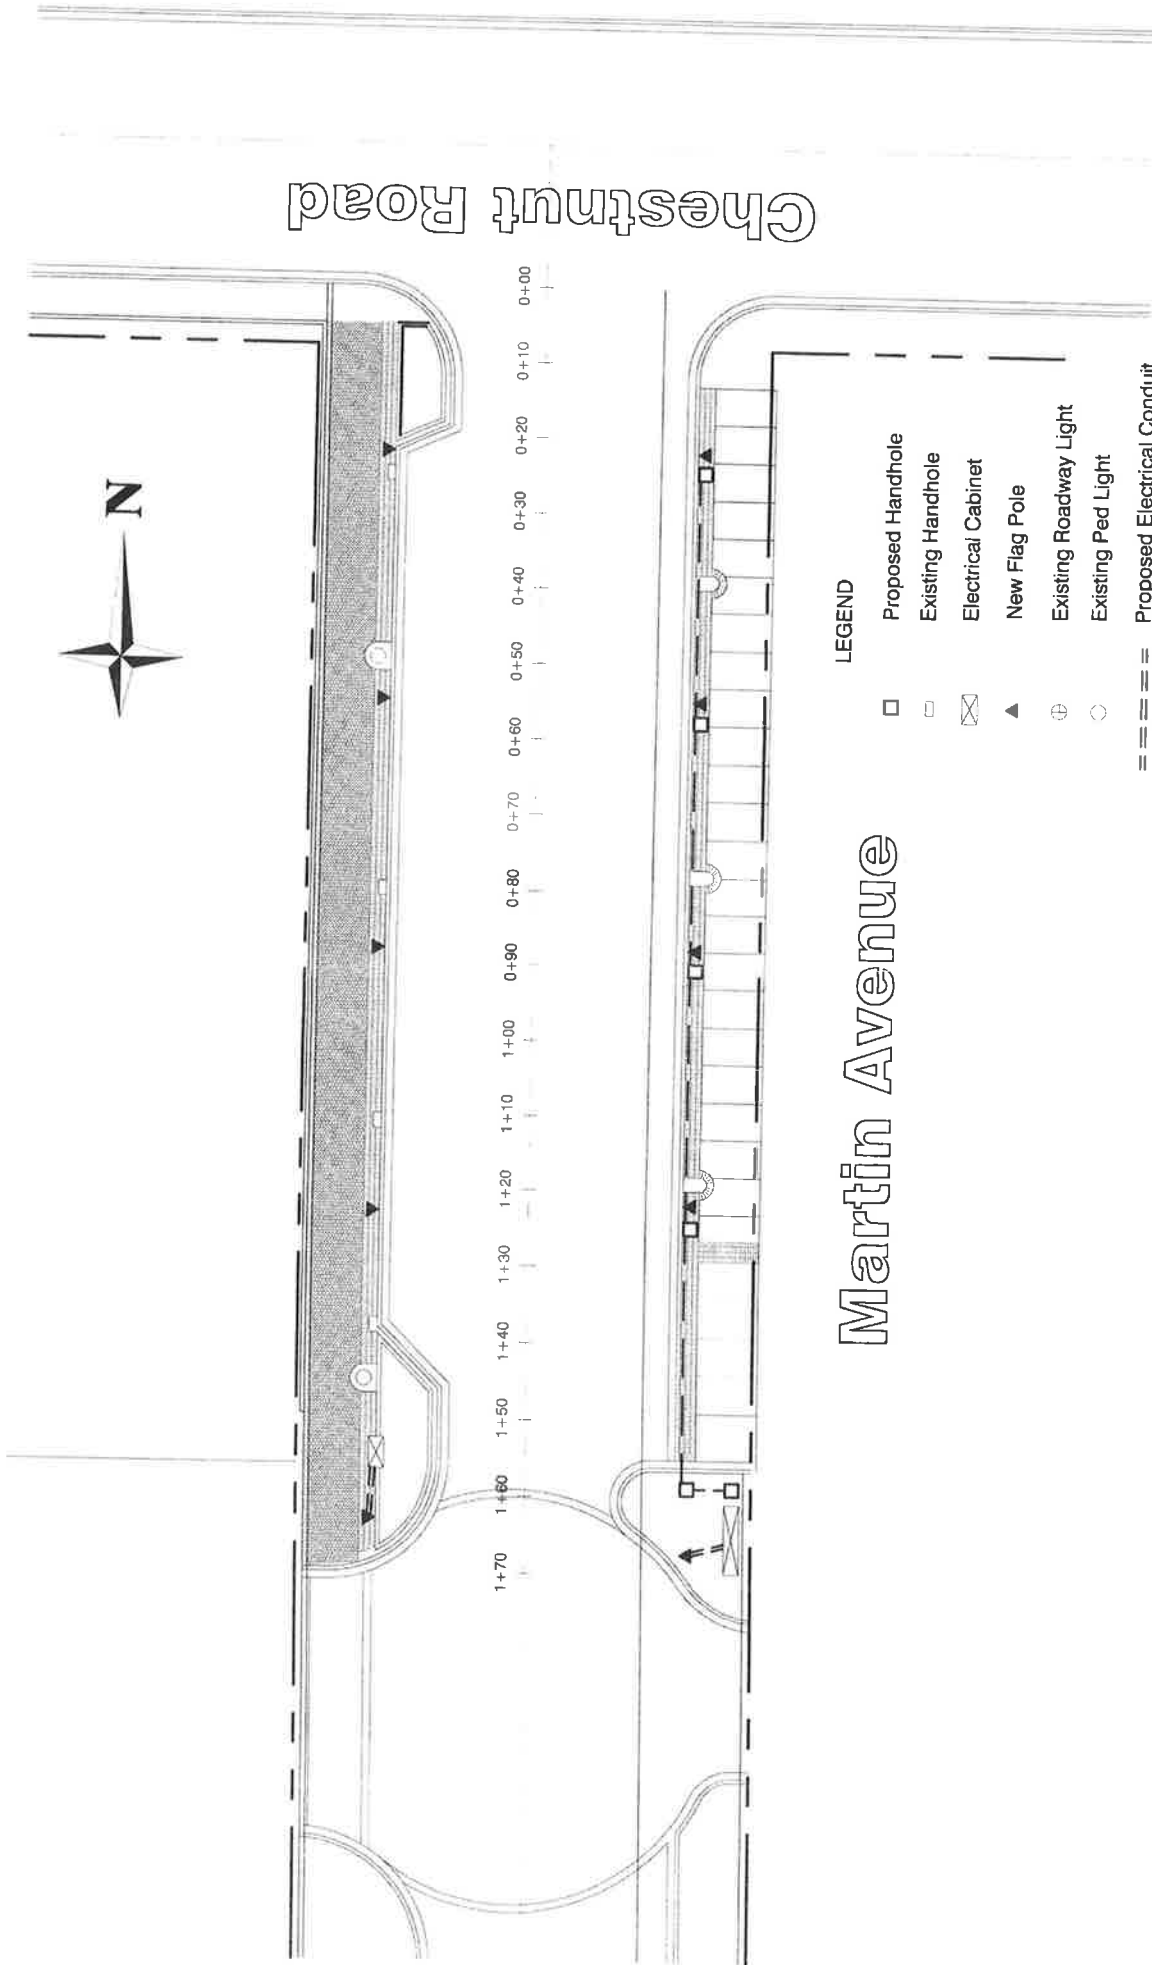 Chestnut Road
N
0+00
0+10
0+20
0+30
0+40
0+50
0+60
0+70
0+80
0+90
1+00
1+10
1+20
1+30
1+40
1+50
1+60
1+70
Martin Avenue
LEGEND
Proposed Handhole
Existing Handhole
Electrical Cabinet
New Flag Pole
Existing Roadway Light
Existing Ped Light
Proposed Electrical Conduit